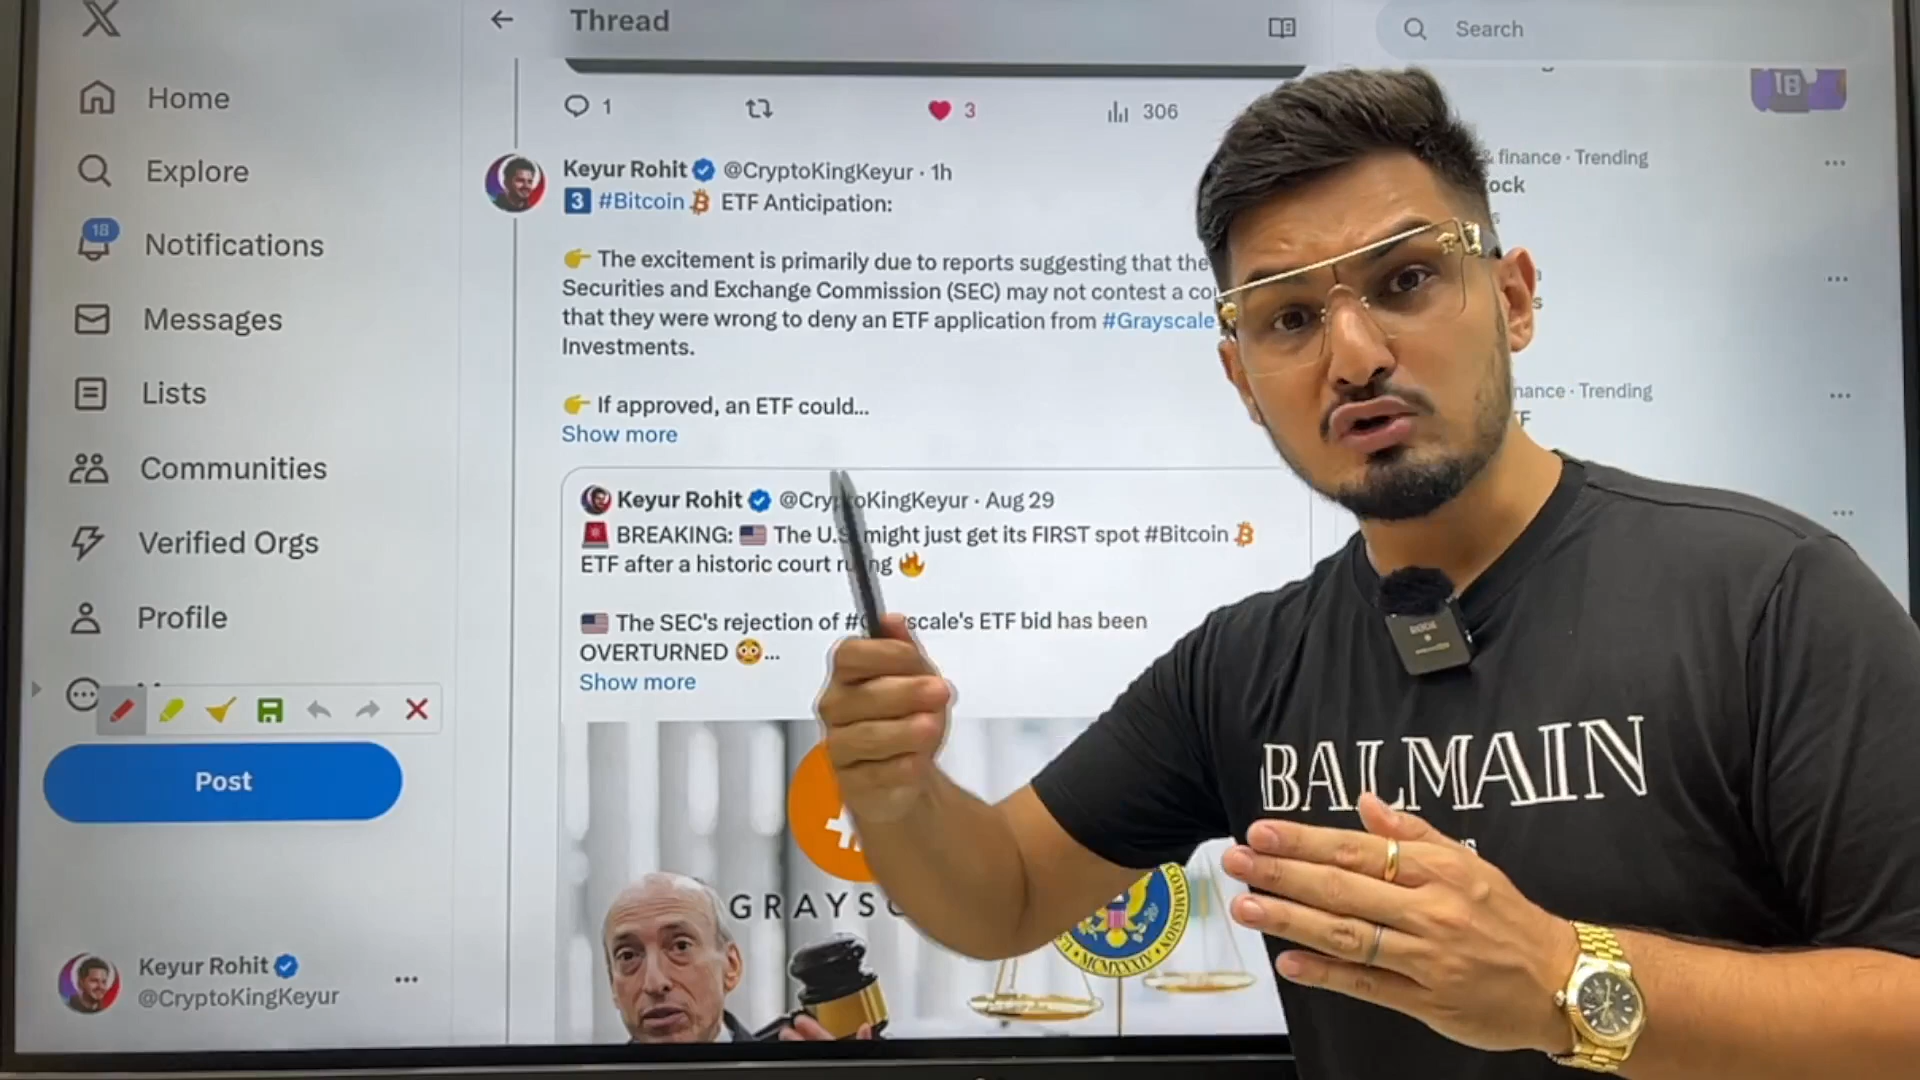 Thread
Search
Home
Explore
18
Notifications
Messages
Lists
Communities
Verified Orgs
Profile
Post
Keyur Rohit
@CryptoKingKeyur
1
3
306
18
Keyur Rohit @CryptoKingKeyur · 1h
3 #Bitcoin ETF Anticipation:
👉 The excitement is primarily due to reports suggesting that the
Securities and Exchange Commission (SEC) may not contest a
that they were wrong to deny an ETF application from #Grayscale
Investments.
👉 If approved, an ETF could...
Show more
Keyur Rohit @CryptoKingKeyur · Aug 29
🚨 BREAKING: 🇺🇸 The U.S might just get its FIRST spot #Bitcoin
ETF after a historic court 🔥
🇺🇸 The SEC's rejection of ETF bid has been
OVERTURNED 😳...
Show more
COMMISSION
MCMXXXIV
& finance · Trending
· Trending
BALMAIN